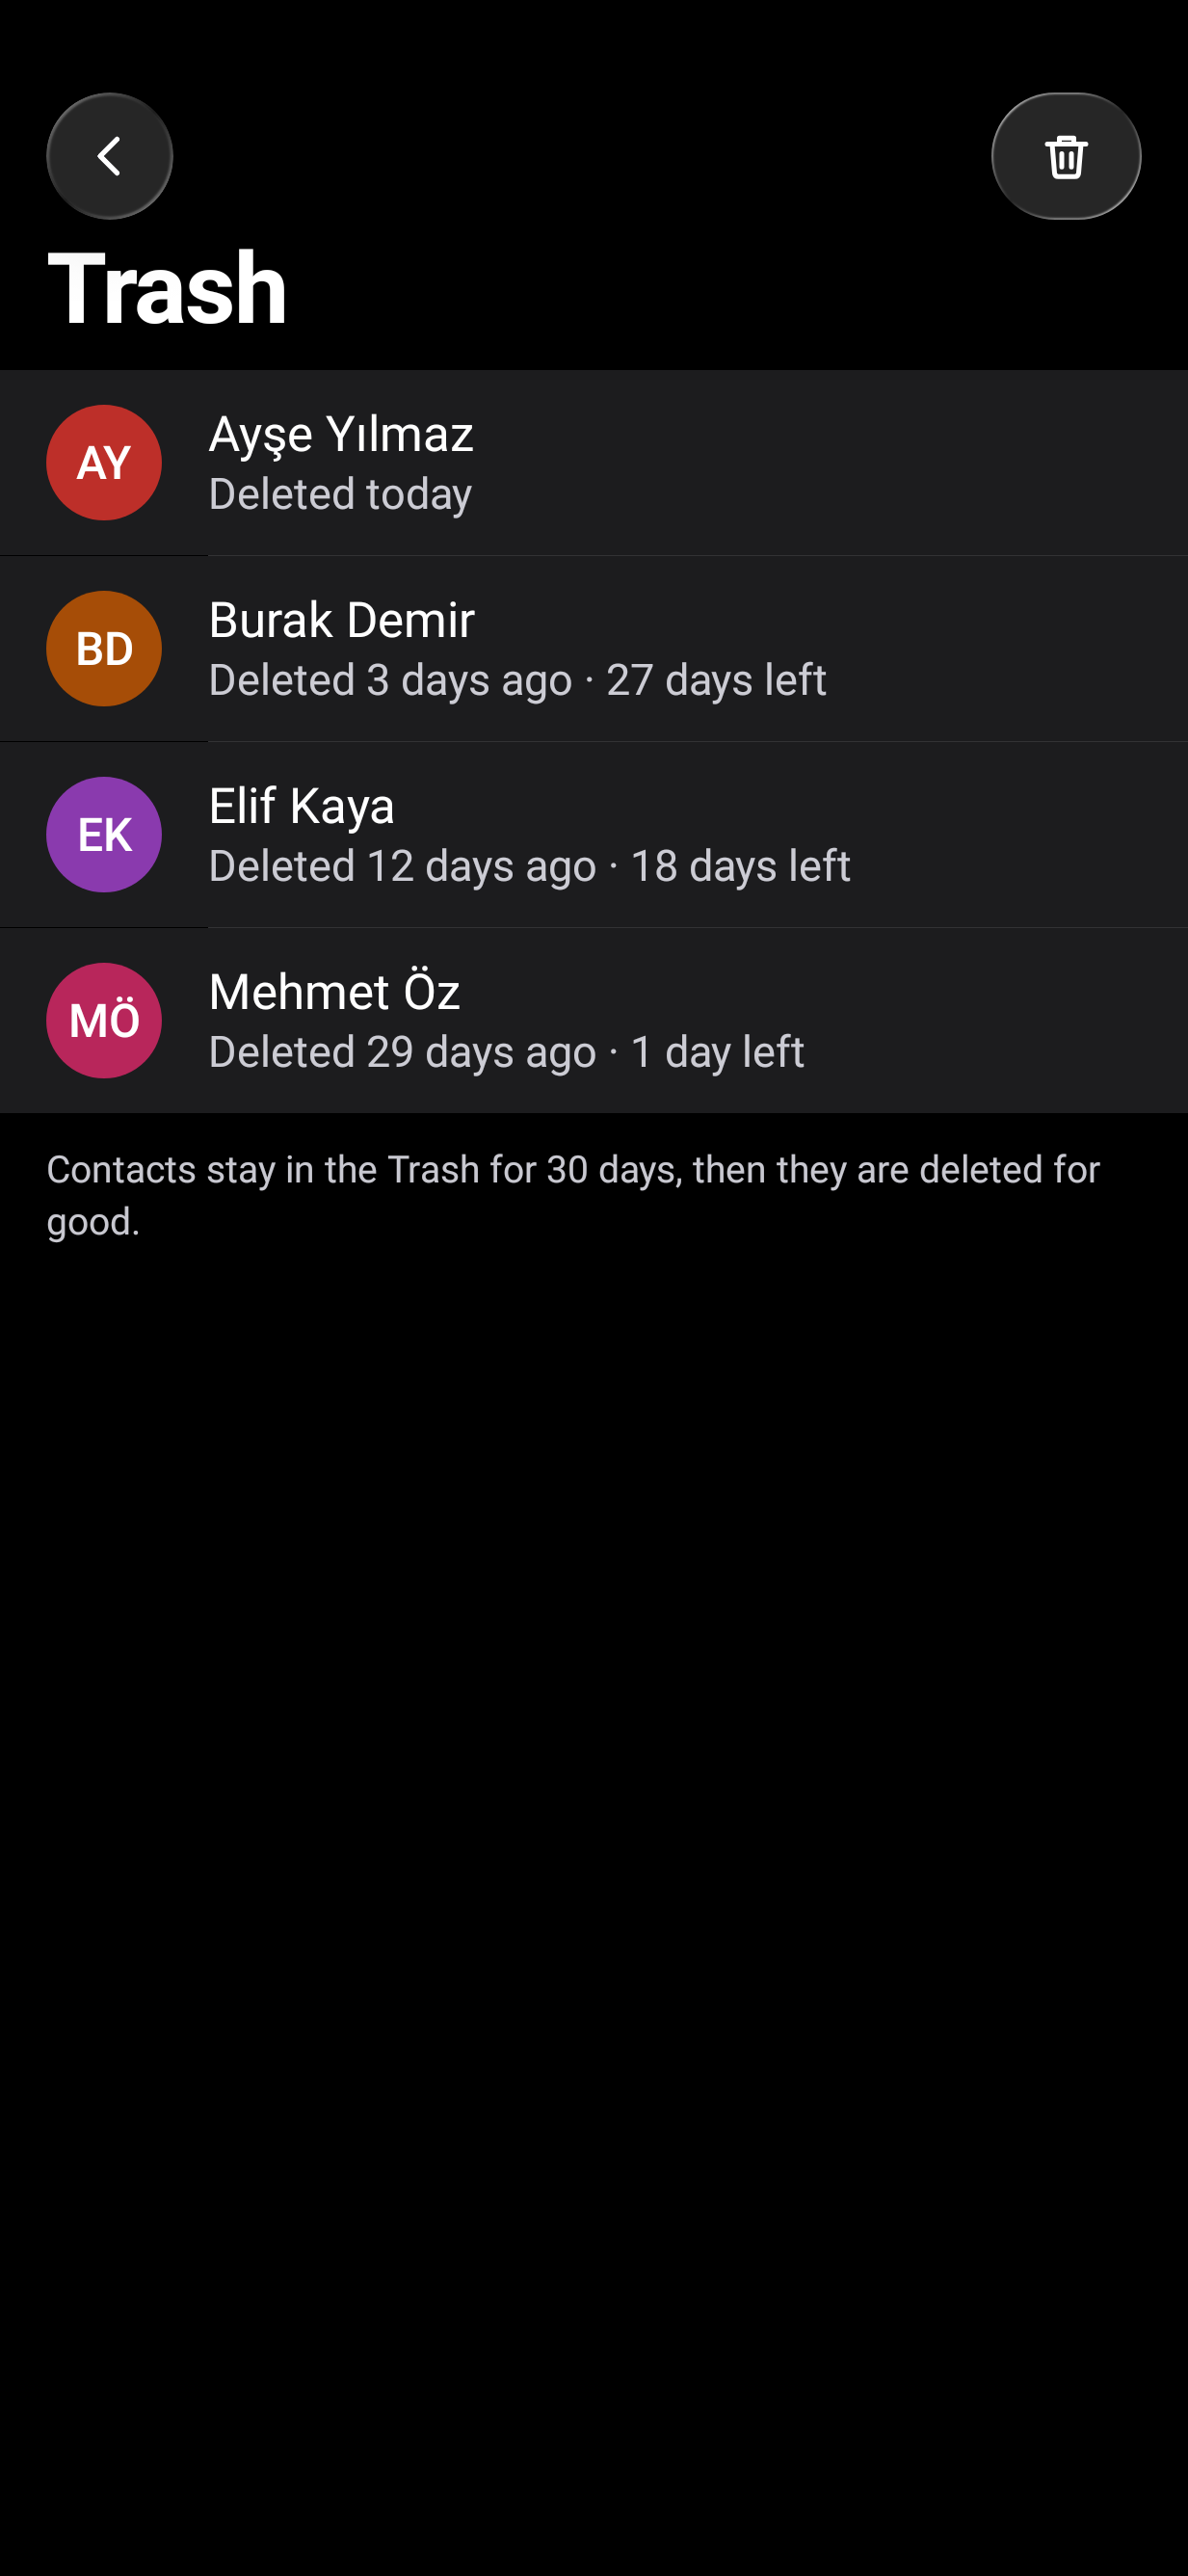 Trash
AY
Ayşe Yılmaz
Deleted today
BD
Burak Demir
Deleted 3 days ago · 27 days left
EK
Elif Kaya
Deleted 12 days ago · 18 days left
MÖ
Mehmet Öz
Deleted 29 days ago · 1 day left
Contacts stay in the Trash for 30 days, then they are deleted for
good.